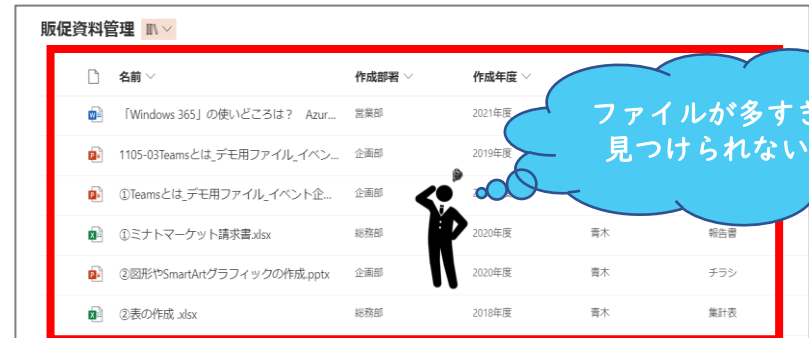 販促資料管理
名前 作成部署 作成年度
「Windows 365」の使いどころは? Azur... 営業部 2021年度
1105-03Teamsとは_デモ用ファイル_イベン... 企画部 2019年度
①Teamsとは_デモ用ファイル_イベント企... 企画部
①ミナトマーケット請求書.xlsx 総務部 2020年度 青木 報告書
②図形やSmartArtグラフィックの作成.pptx 企画部 2020年度 青木 チラシ
②表の作成 .xlsx 総務部 2018年度 青木 集計表
ファイルが多すぎ
見つけられない